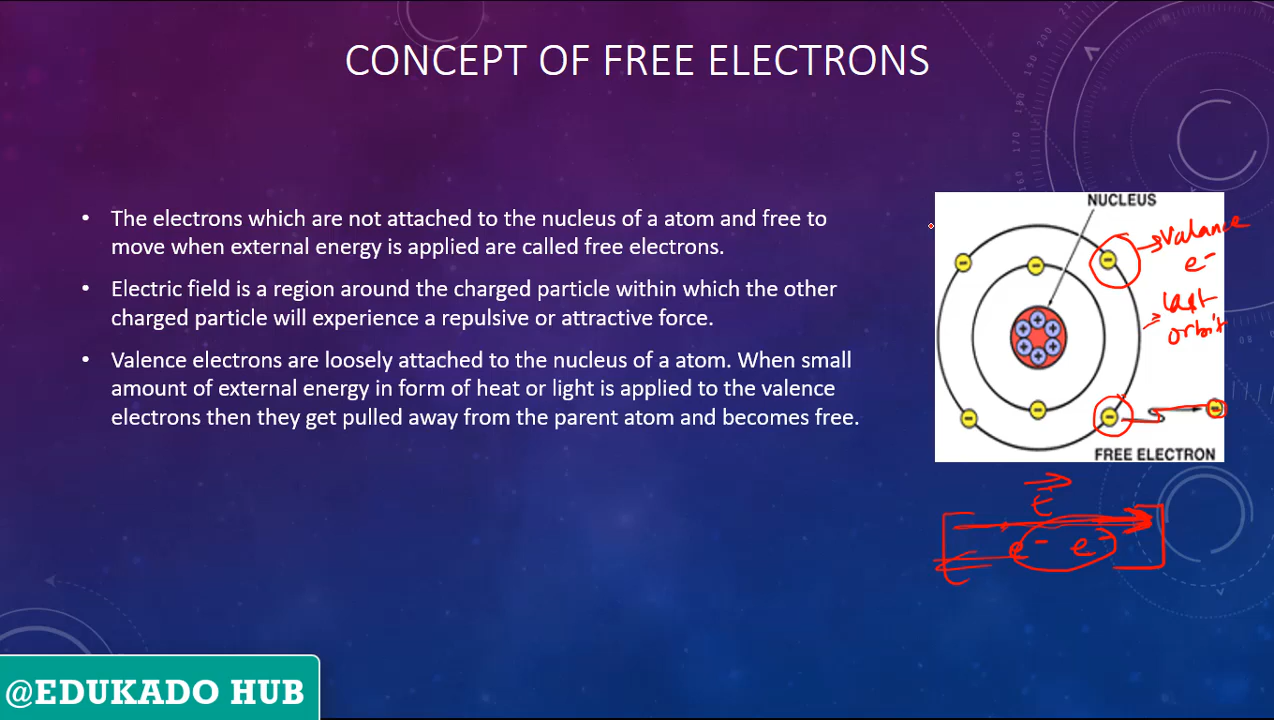 CONCEPT OF FREE ELECTRONS
• The electrons which are not attached to the nucleus of a atom and free to
move when external energy is applied are called free electrons.
• Electric field is a region around the charged particle within which the other
charged particle will experience a repulsive or attractive force.
• Valence electrons are loosely attached to the nucleus of a atom. When small
amount of external energy in form of heat or light is applied to the valence
electrons then they get pulled away from the parent atom and becomes free.
NUCLEUS
valance
e-
last
orbit
FREE ELECTRON
e- e-
@EDUKADO HUB